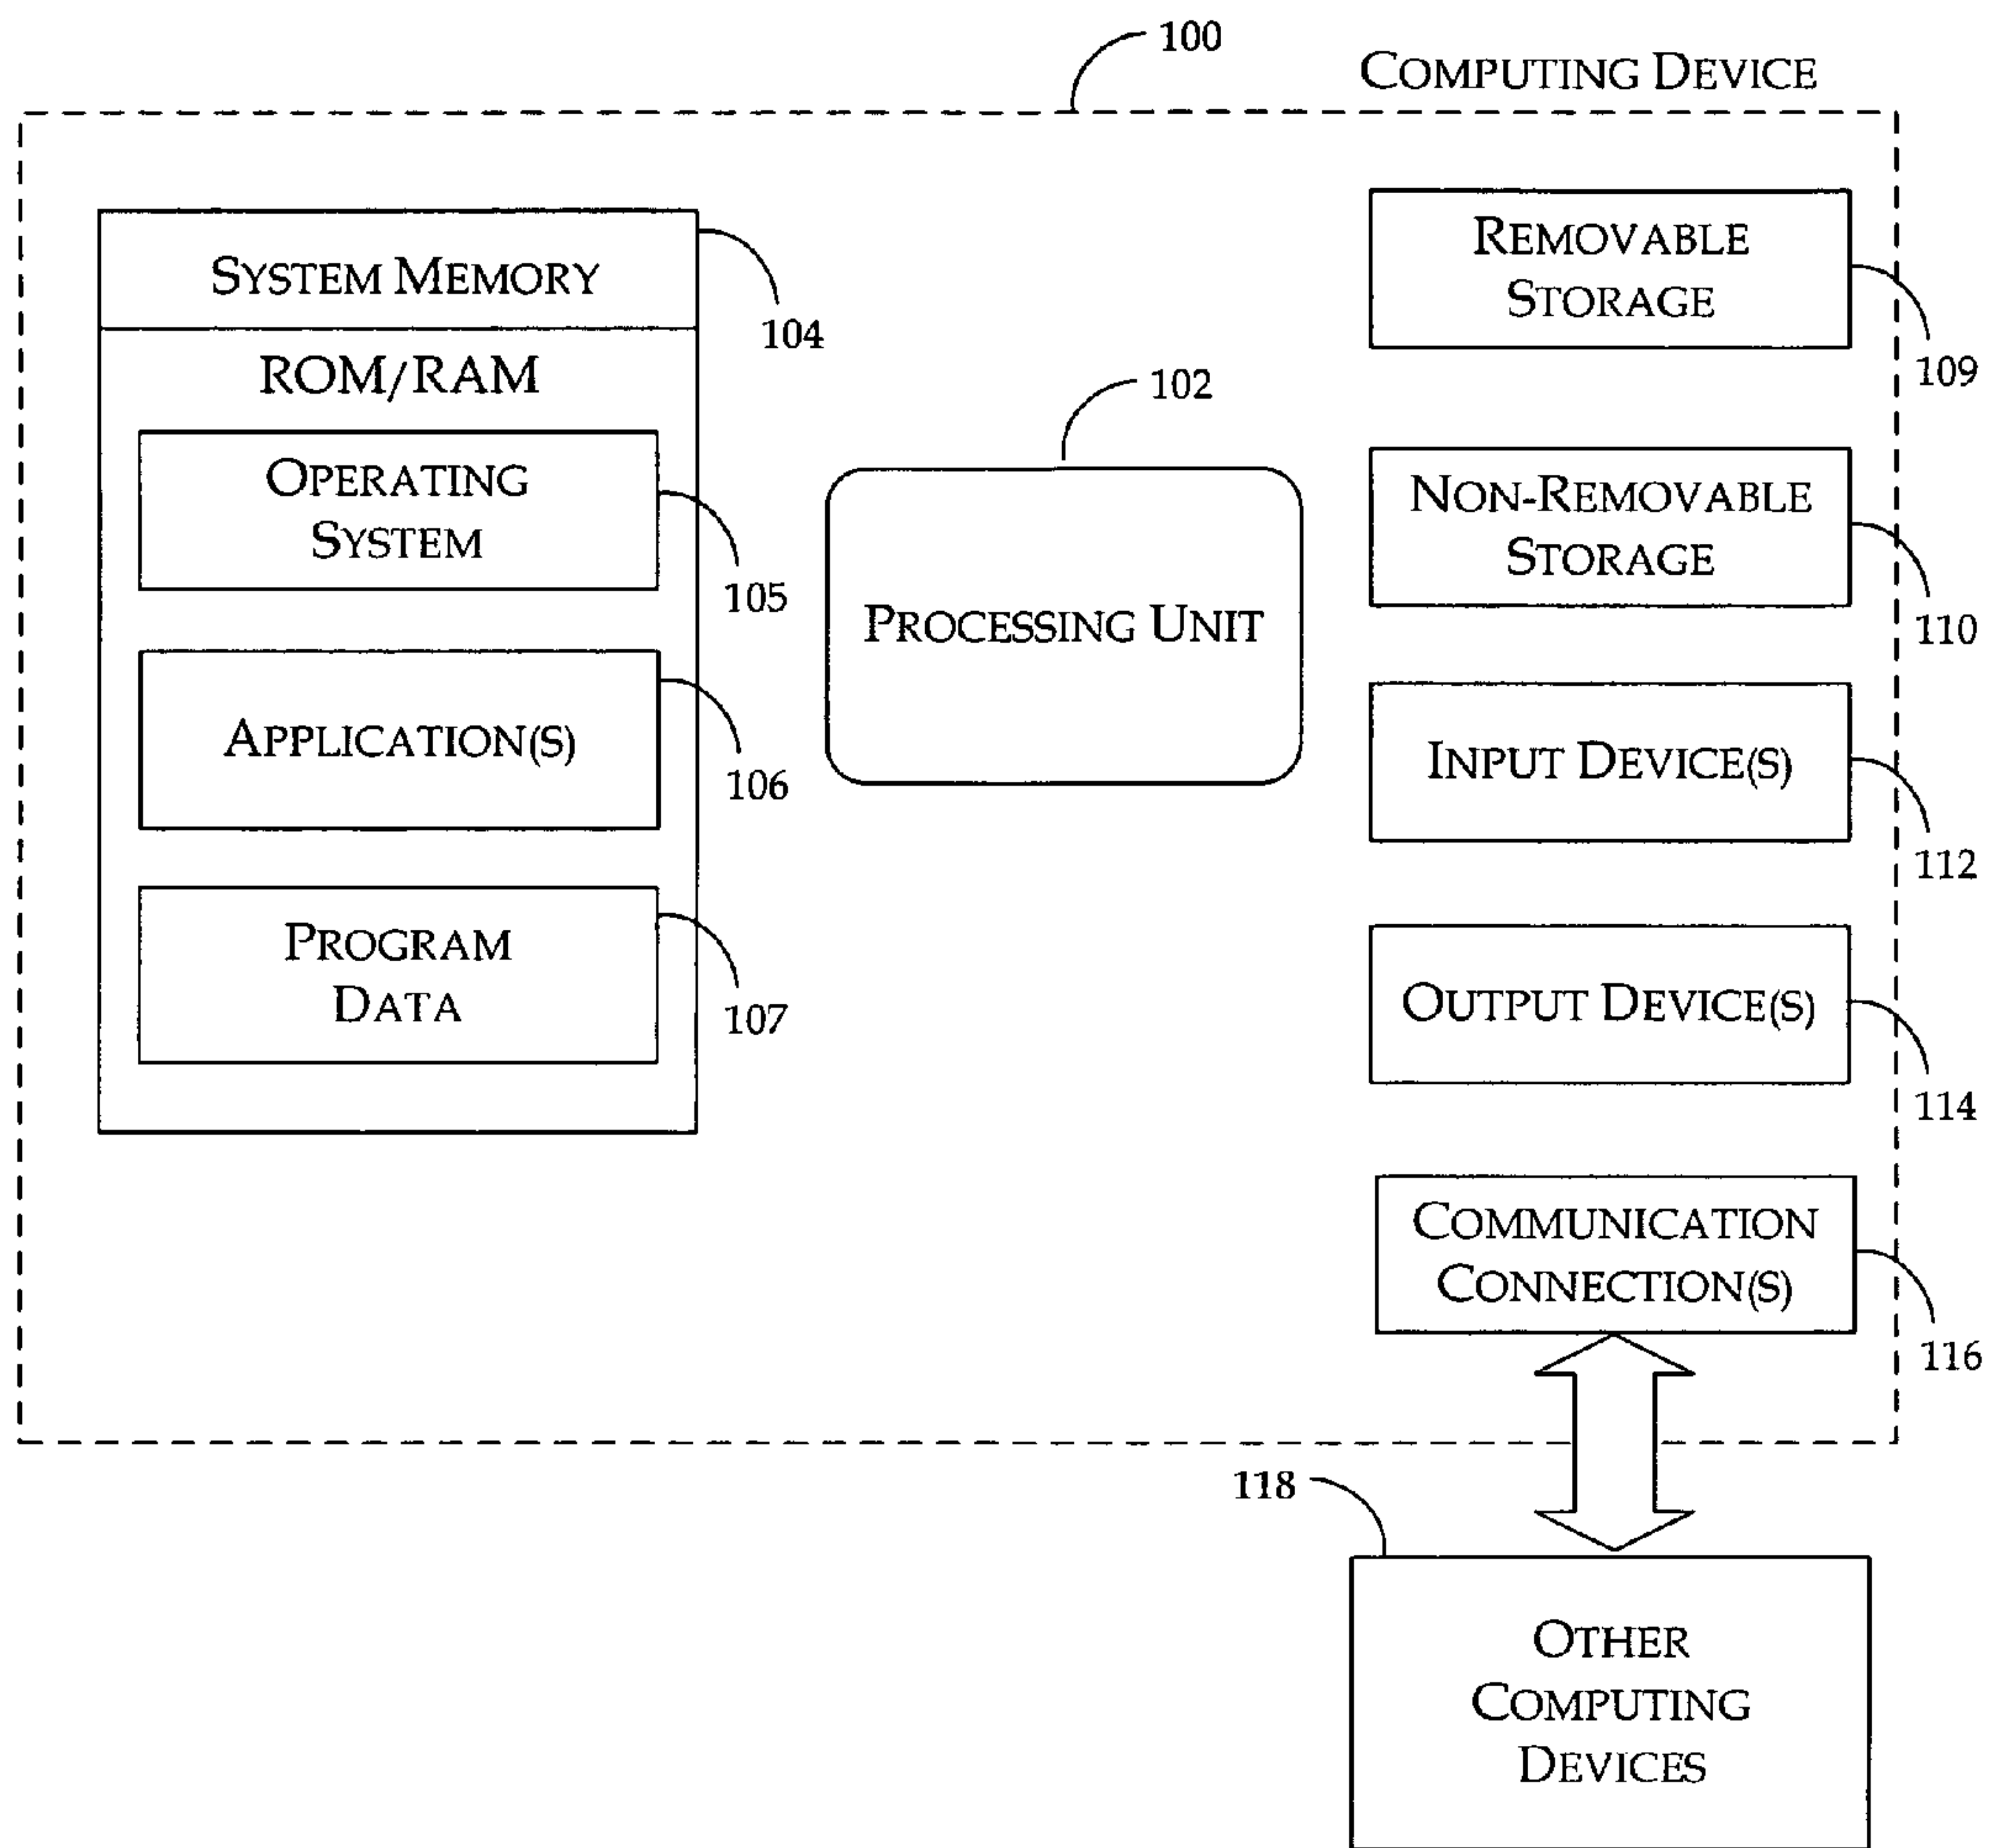 100
COMPUTING DEVICE
SYSTEM MEMORY
104
ROM/RAM
OPERATING
SYSTEM
105
APPLICATION(S)
106
PROGRAM
DATA
107
102
PROCESSING UNIT
REMOVABLE
STORAGE
109
NON-REMOVABLE
STORAGE
110
INPUT DEVICE(S)
112
OUTPUT DEVICE(S)
114
COMMUNICATION
CONNECTION(S)
116
118
OTHER
COMPUTING
DEVICES